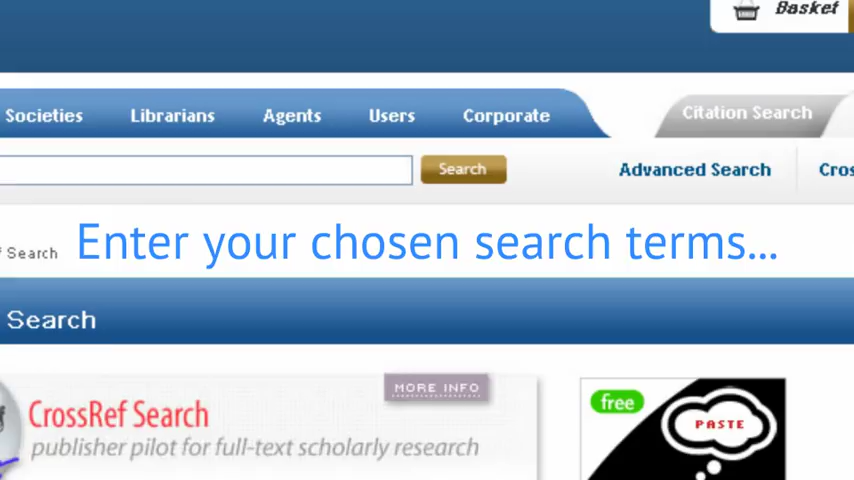 Basket
Societies Librarians Agents Users Corporate Citation Search
Search Advanced Search
Search
Enter your chosen search terms...
Search
MORE INFO
CrossRef Search
publisher pilot for full-text scholarly research
free
PASTE